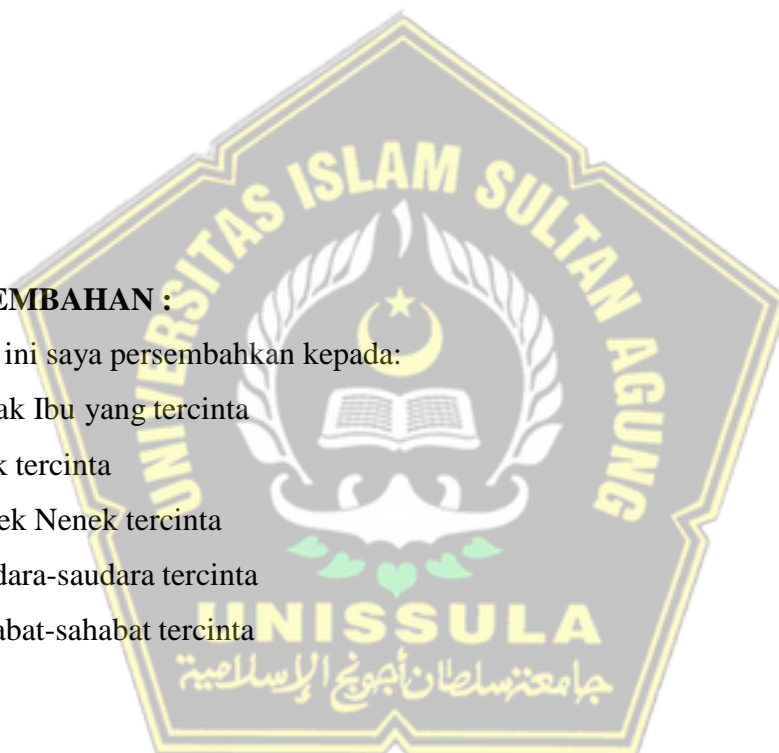 UNIVERSITAS ISLAM SULTAN AGUNG
EMBAHAN :
ini saya persembahkan kepada:
ak Ibu yang tercinta
k tercinta
ek Nenek tercinta
dara-saudara tercinta
abat-sahabat tercinta
UNISSULA
جامعة سلطان أجونج الإسلامية